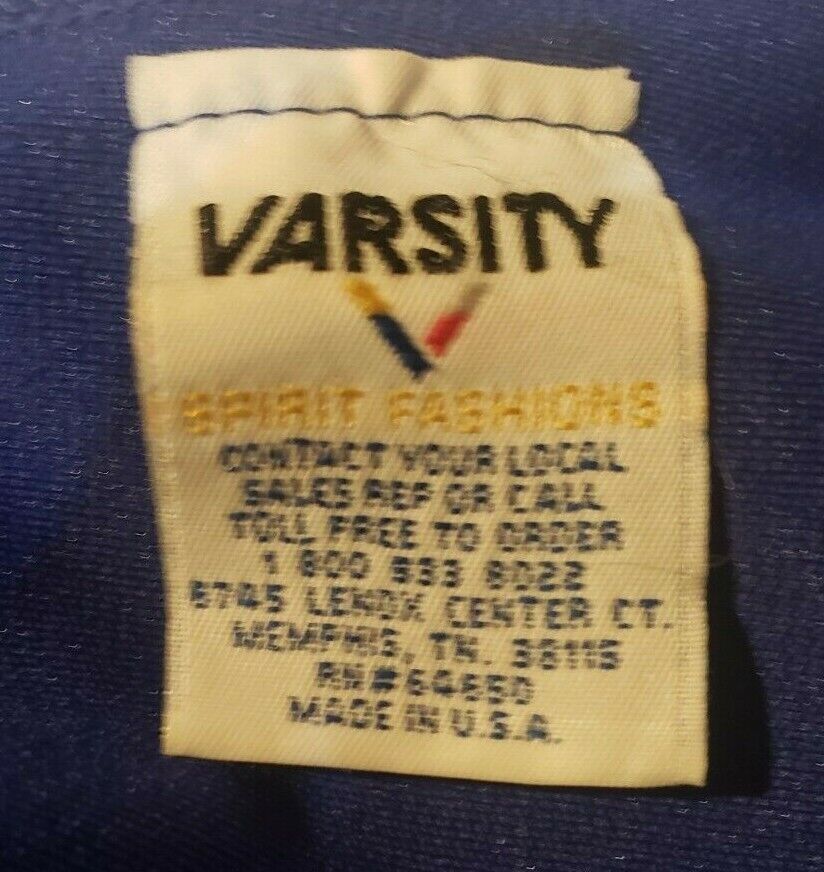 VARSITY
SPIRIT FASHIONS
CONTACT YOUR LOCAL
SALES REP OR CALL
TOLL FREE TO ORDER
1 800 533 8022
6745 LENOX CENTER CT.
MEMPHIS, TN. 38115
RN#64650
MADE IN U.S.A.